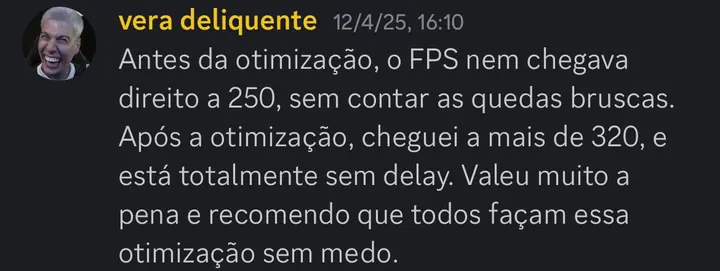 vera deliquente 12/4/25, 16:10
Antes da otimização, o FPS nem chegava
direito a 250, sem contar as quedas bruscas.
Após a otimização, cheguei a mais de 320, e
está totalmente sem delay. Valeu muito a
pena e recomendo que todos façam essa
otimização sem medo.